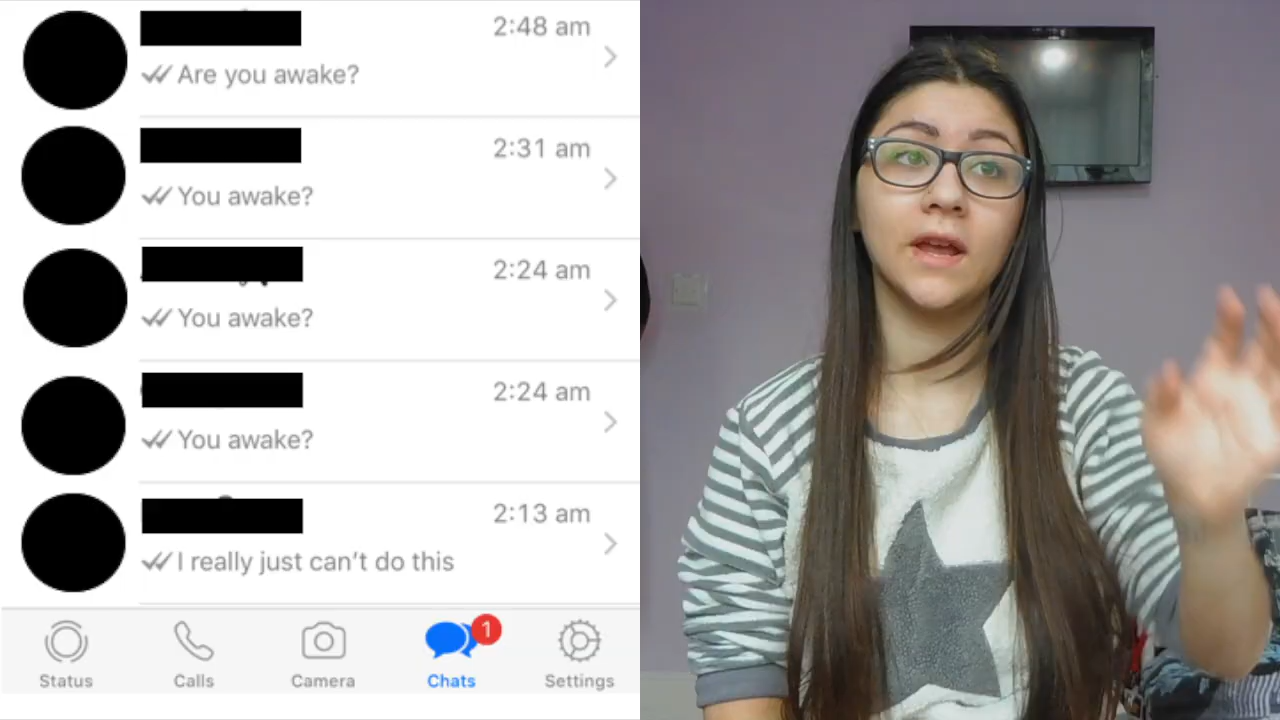 2:48 am
Are you awake?
2:31 am
You awake?
2:24 am
You awake?
2:24 am
You awake?
2:13 am
I really just can't do this
1
Status Calls Camera Chats Settings